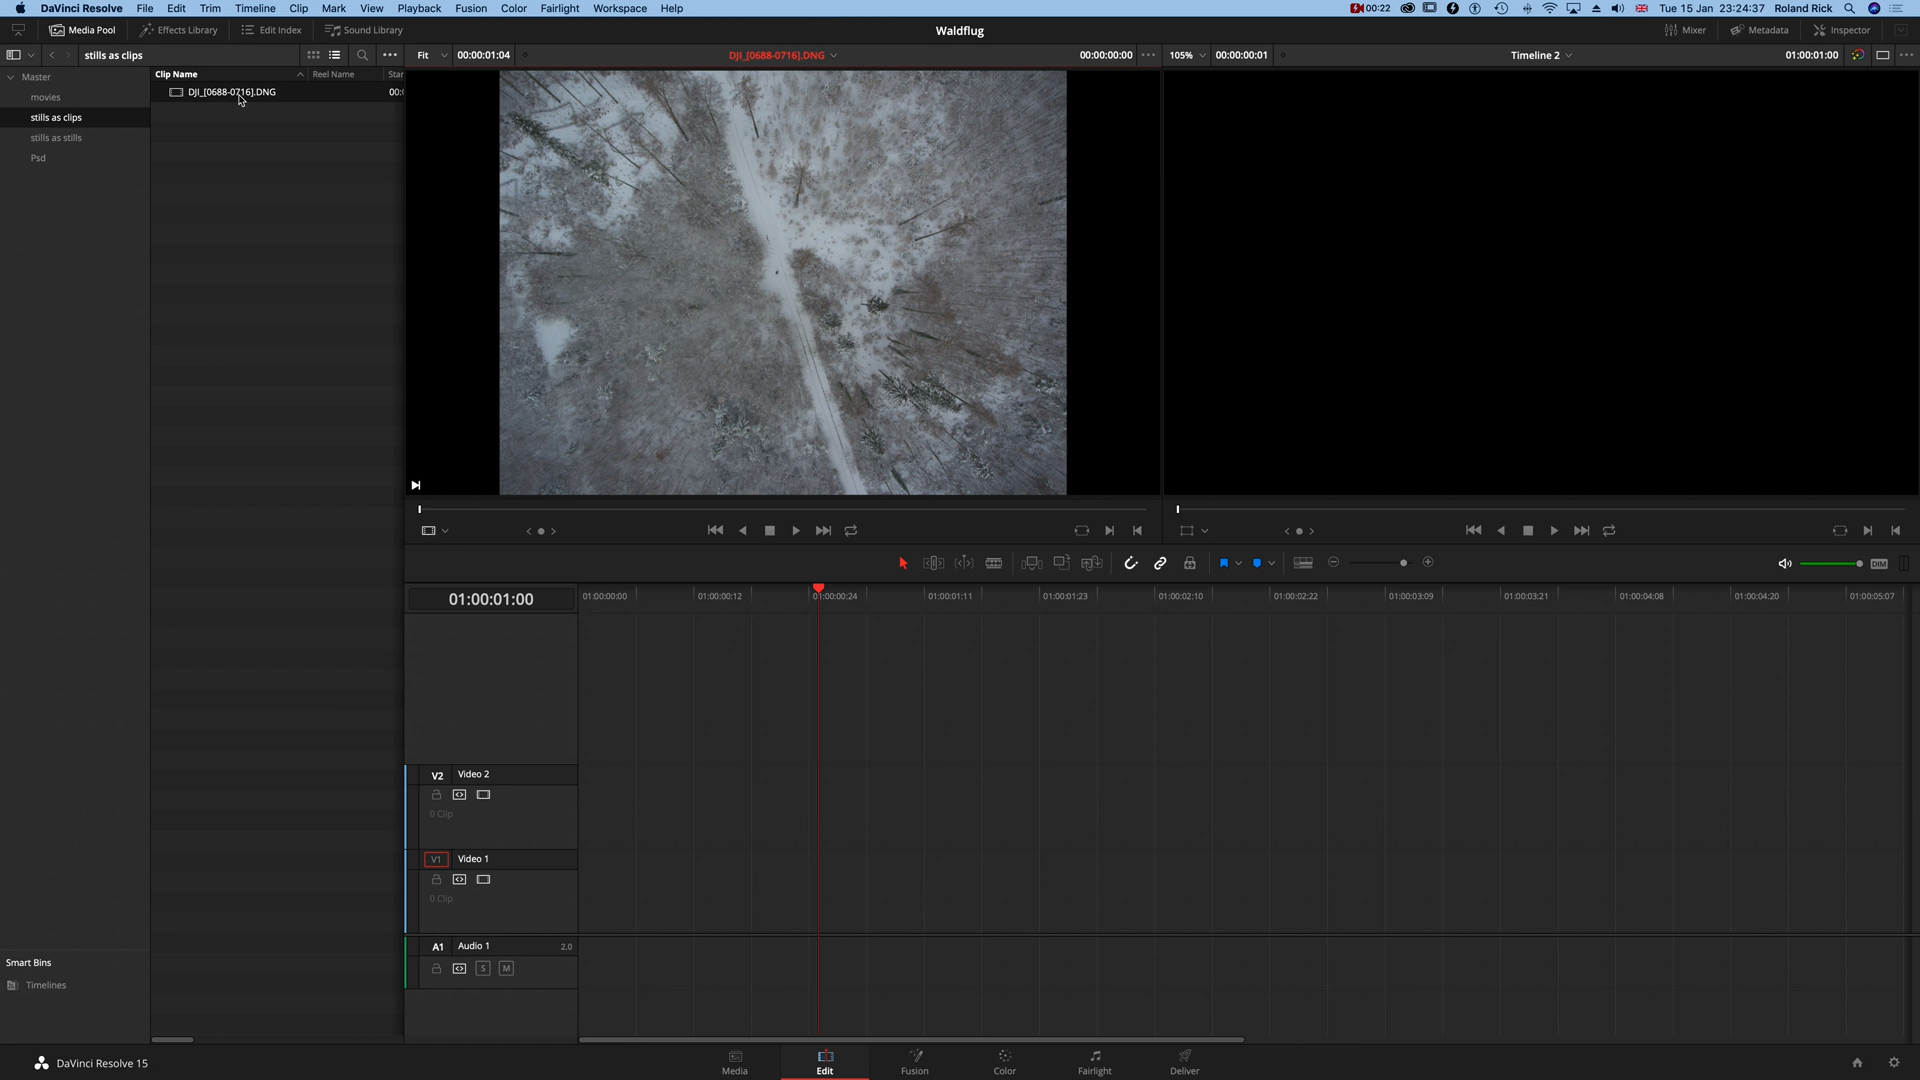 DaVinci Resolve File Edit Trim Timeline Clip Mark View Playback Fusion Color Fairlight Workspace Help 00:22 Tue 15 Jan 23:24:37 Roland Rick
Media Pool Effects Library Edit Index Sound Library Waldflug Mixer Metadata Inspector
stills as clips Fit 00:00:01:04 DJI_[0688-0716].DNG 00:00:00:00 105% 00:00:00:01 Timeline 2 01:00:01:00
Master Clip Name Reel Name Star
movies DJI_[0688-0716].DNG 00:0
stills as clips
stills as stills
Psd
DIM
01:00:01:00 01:00:00:00 01:00:00:12 01:00:00:24 01:00:01:11 01:00:01:23 01:00:02:10 01:00:02:22 01:00:03:09 01:00:03:21 01:00:04:08 01:00:04:20 01:00:05:07
V2 Video 2
0 Clip
V1 Video 1
0 Clip
A1 Audio 1 2.0
S M
Smart Bins
Timelines
DaVinci Resolve 15 Media Edit Fusion Color Fairlight Deliver